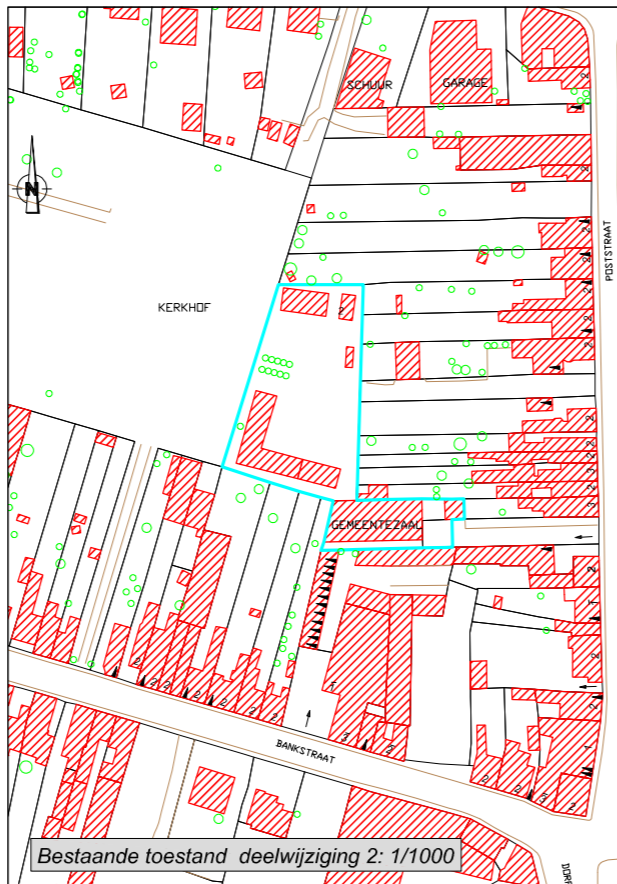 SCHUUR
GARAGE
N
POSTSTRAAT
KERKHOF
GEMEENTEZAAL
BANKSTRAAT
Bestaande toestand deelwijziging 2: 1/1000